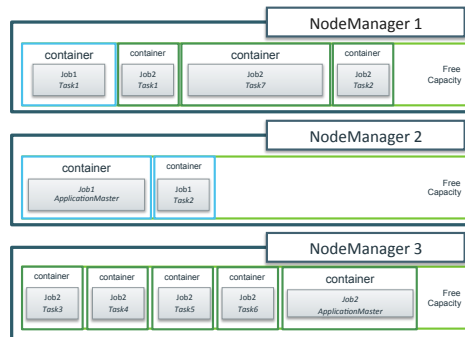 NodeManager 1
container
Job1
Task1
container
Job2
Task1
container
Job2
Task7
container
Job2
Task2
Free
Capacity
NodeManager 2
container
Job1
ApplicationMaster
container
Job1
Task2
Free
Capacity
NodeManager 3
container
Job2
Task3
container
Job2
Task4
container
Job2
Task5
container
Job2
Task6
container
Job2
ApplicationMaster
Free
Capacity